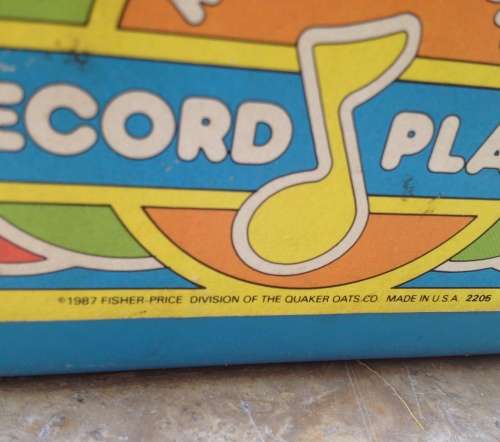 ECORD PLA
©1987 FISHER-PRICE DIVISION OF THE QUAKER OATS CO. MADE IN U.S.A. 2205